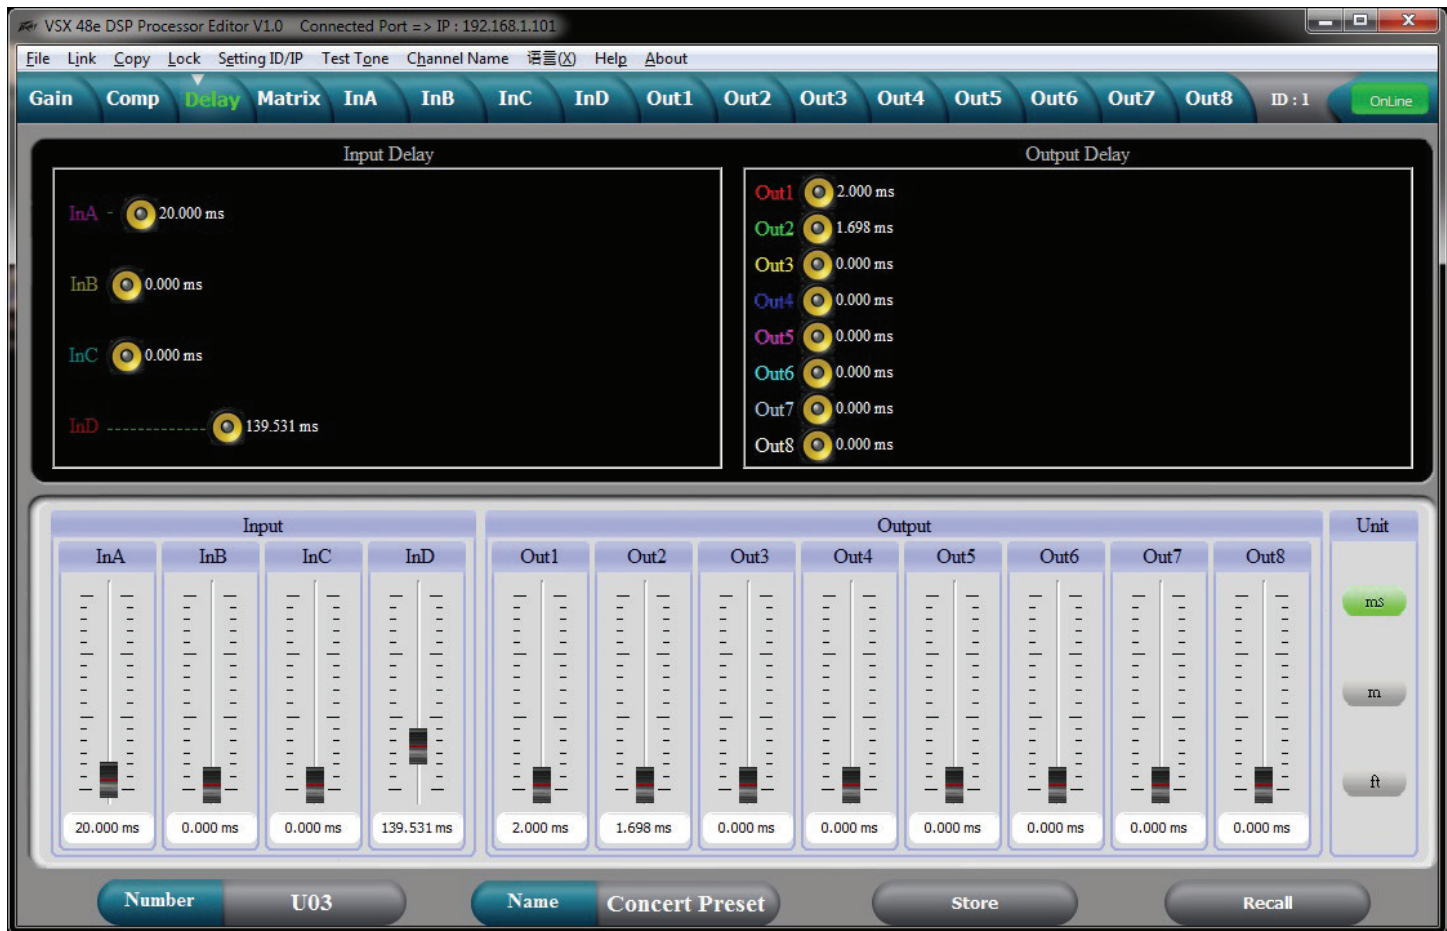 VSX 48e DSP Processor Editor V1.0 Connected Port => IP : 192.168.1.101
File Link Copy Lock Setting ID/IP Test Tone Channel Name 语言(X) Help About
Gain Comp Delay Matrix InA InB InC InD Out1 Out2 Out3 Out4 Out5 Out6 Out7 Out8 ID : 1 OnLine
Input Delay
InA 20.000 ms
InB 0.000 ms
InC 0.000 ms
InD 139.531 ms
Output Delay
Out1 2.000 ms
Out2 1.698 ms
Out3 0.000 ms
Out4 0.000 ms
Out5 0.000 ms
Out6 0.000 ms
Out7 0.000 ms
Out8 0.000 ms
Input Output Unit
InA InB InC InD Out1 Out2 Out3 Out4 Out5 Out6 Out7 Out8
ms
m
ft
20.000 ms 0.000 ms 0.000 ms 139.531 ms 2.000 ms 1.698 ms 0.000 ms 0.000 ms 0.000 ms 0.000 ms 0.000 ms 0.000 ms
Number U03 Name Concert Preset Store Recall